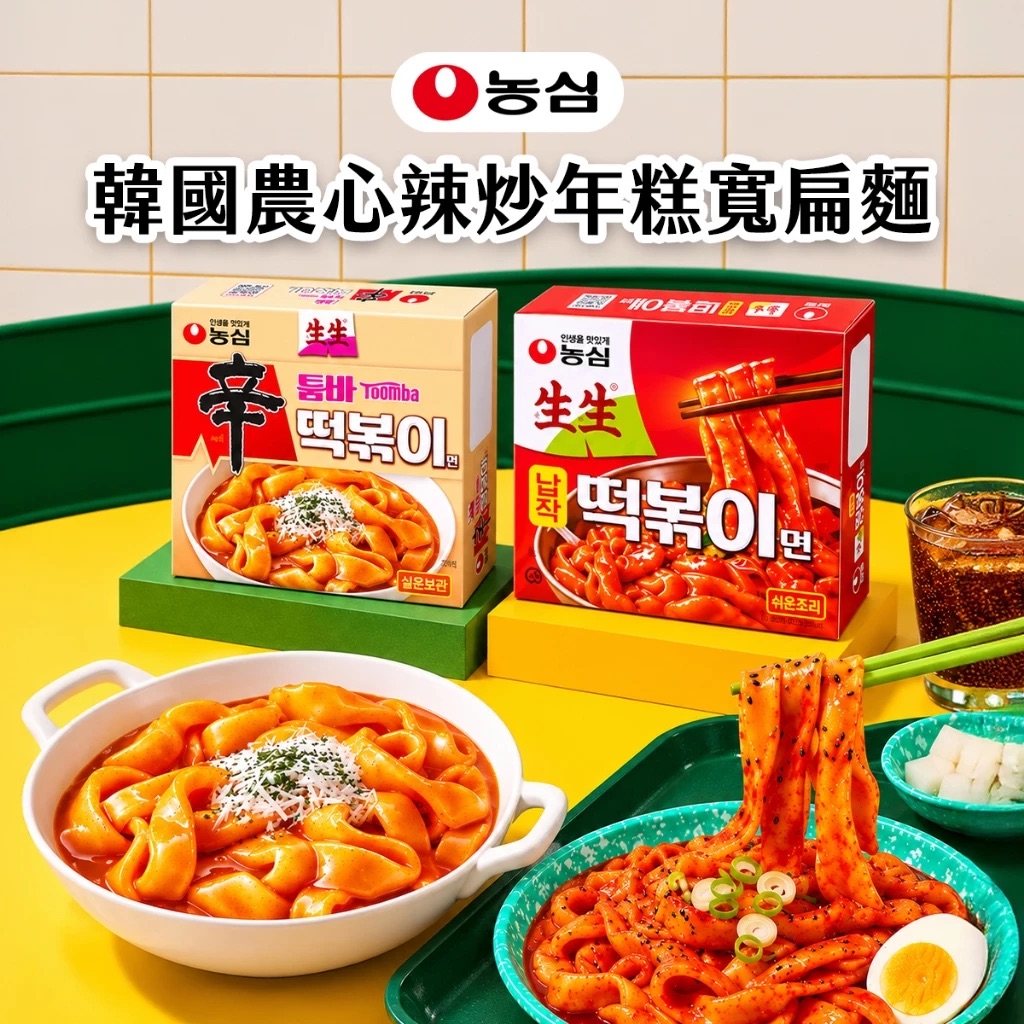 농심
韓國農心辣炒年糕寬扁麵
인생을 맛있게
농심
生生
辛
툼바 Toomba
떡볶이면
실온보관
인생을 맛있게
농심
生生
납작
떡볶이면
쉬운조리